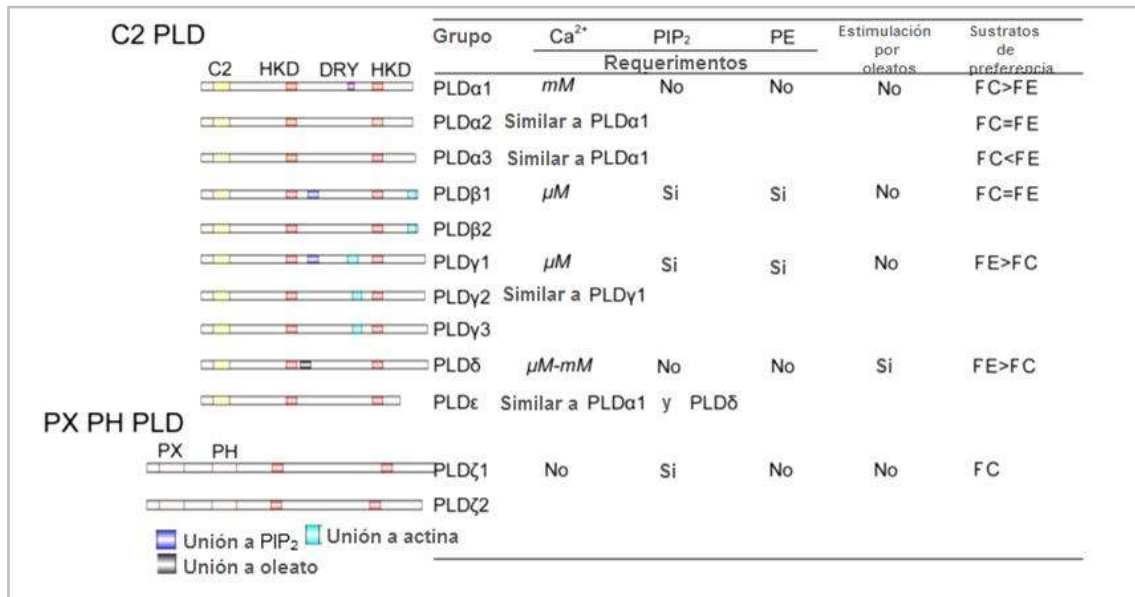 C2 PLD
Grupo Ca²⁺ PIP₂ PE Estimulación por oleatos Sustratos de preferencia
Requerimentos
C2 HKD DRY HKD
PLDα1 mM No No No FC>FE
PLDα2 Similar a PLDα1 FC=FE
PLDα3 Similar a PLDα1 FC<FE
PLDβ1 μM Si Si No FC=FE
PLDβ2
PLDγ1 μM Si Si No FE>FC
PLDγ2 Similar a PLDγ1
PLDγ3
PLDδ μM-mM No No Si FE>FC
PLDε Similar a PLDα1 y PLDδ
PX PH PLD
PX PH
PLDζ1 No Si No No FC
PLDζ2
Unión a PIP₂ Unión a actina
Unión a oleato